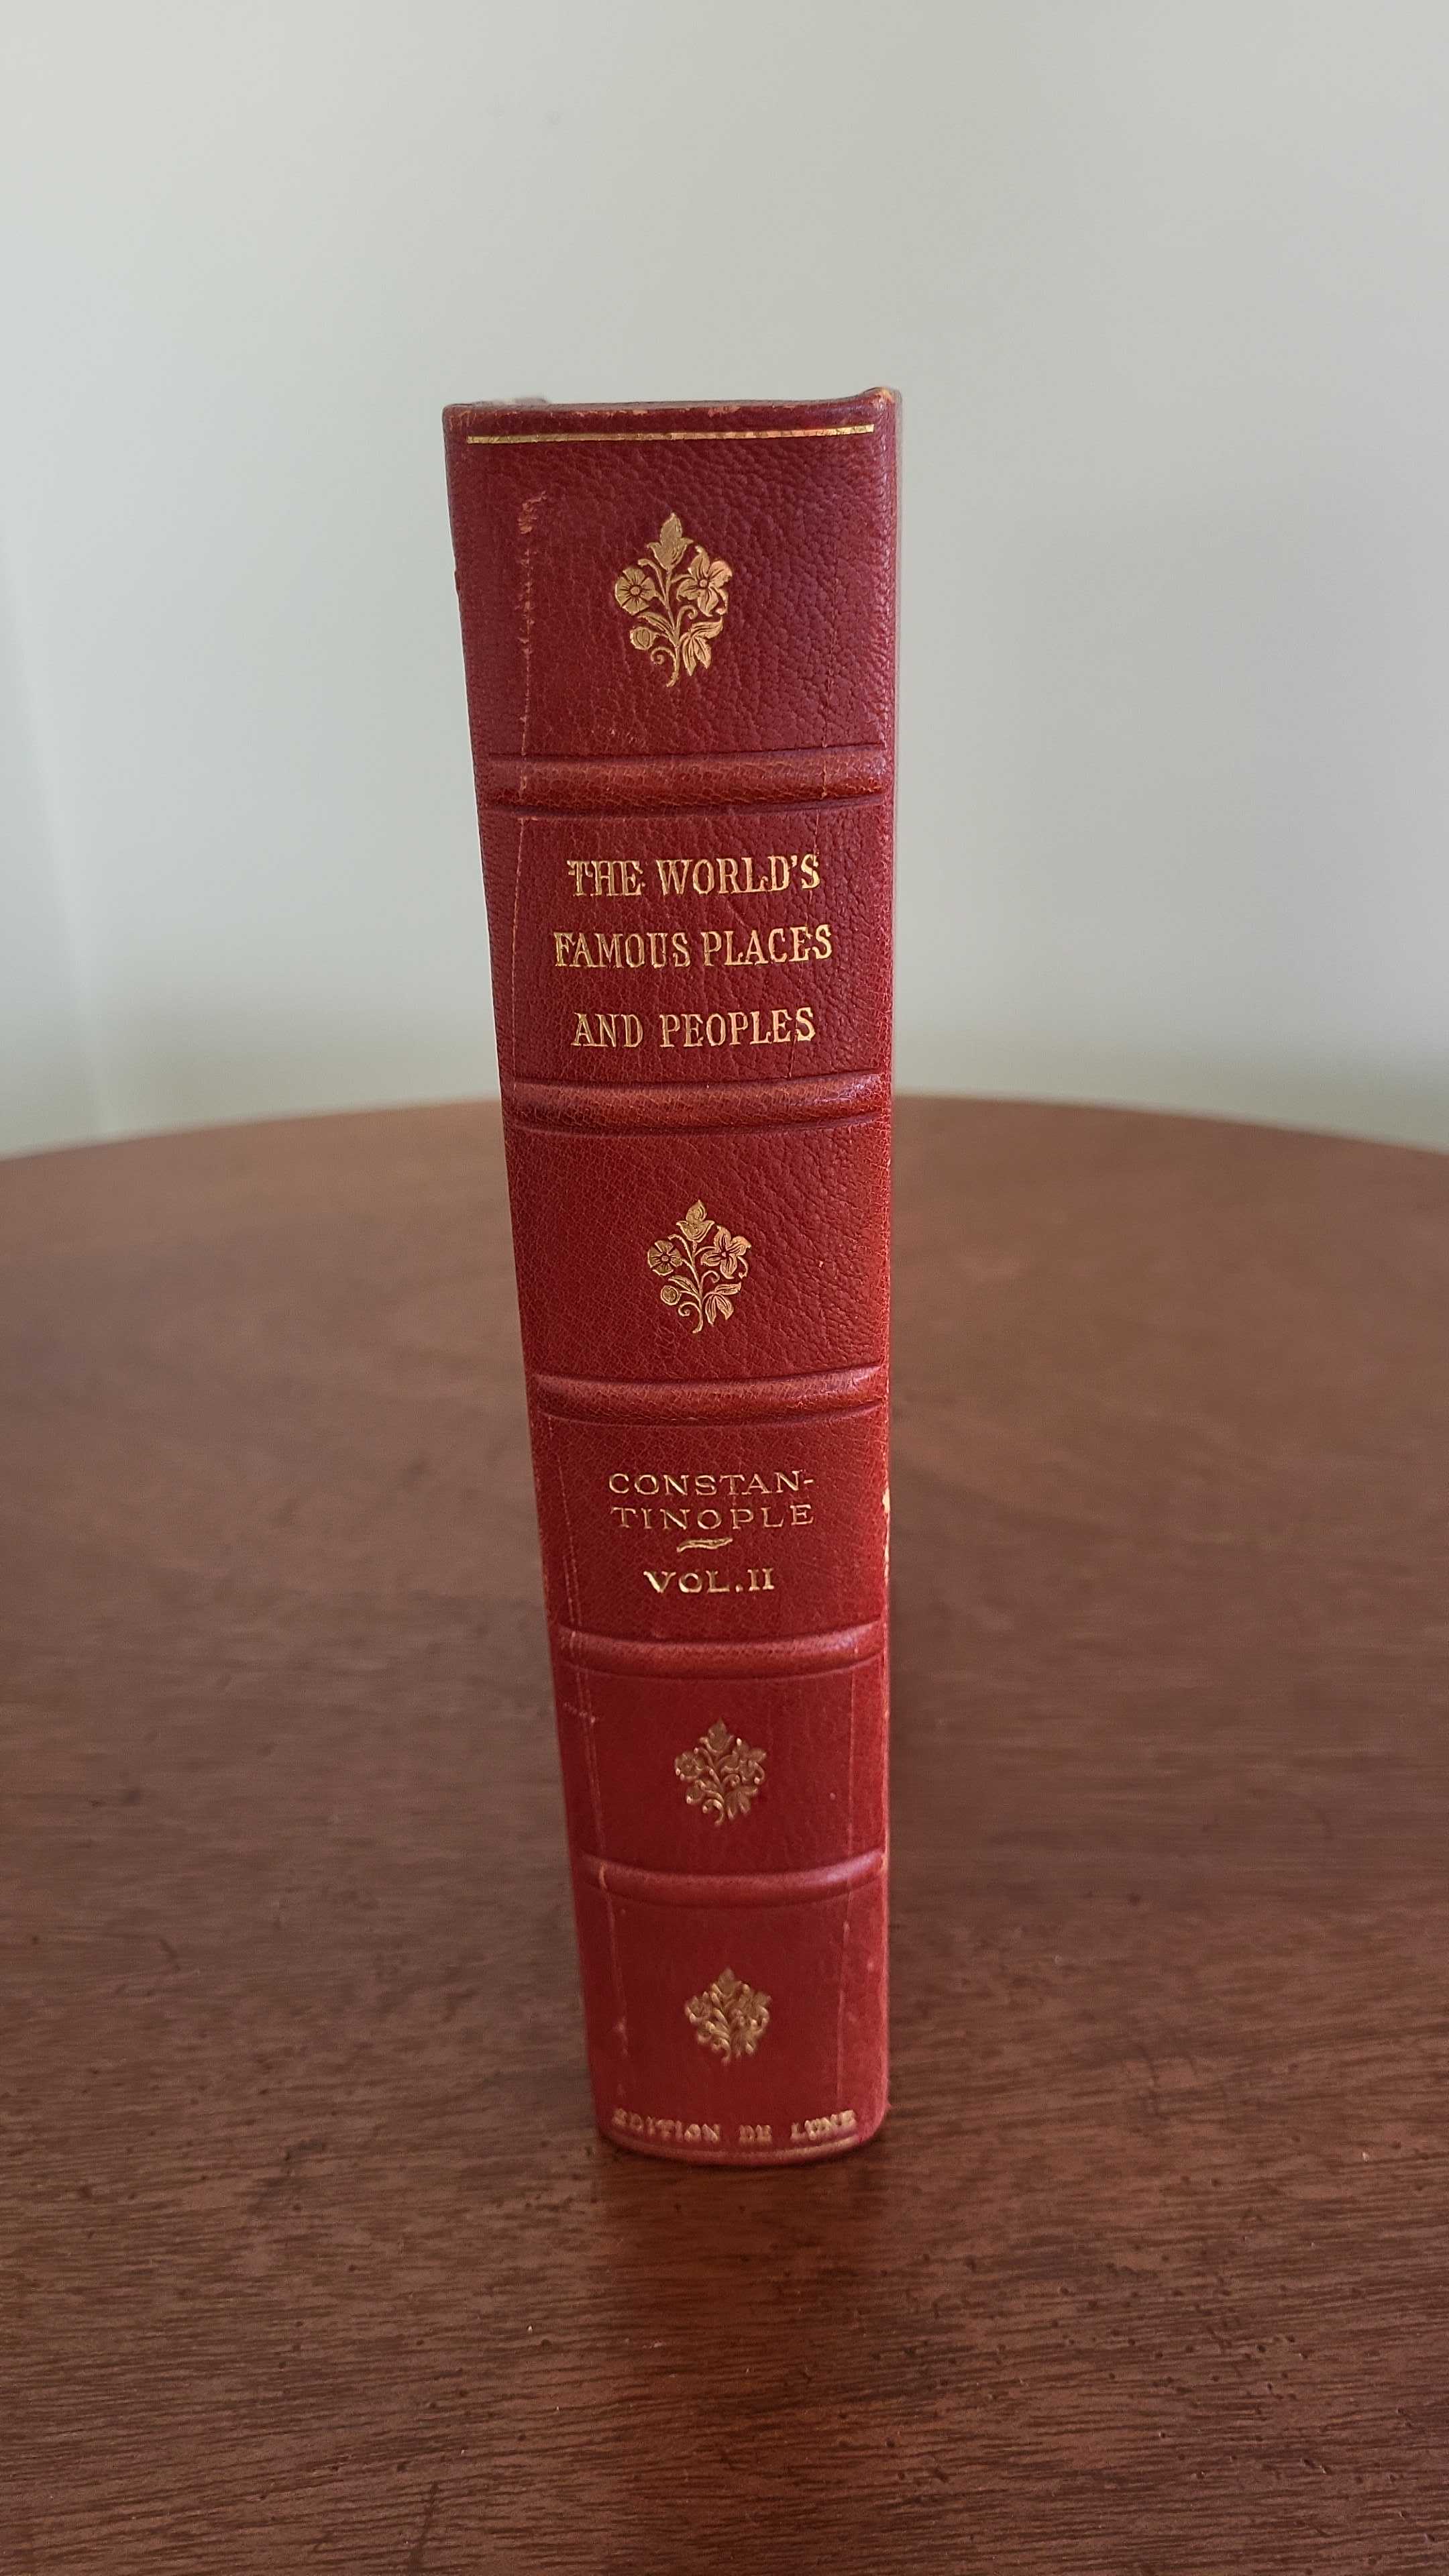 THE WORLD'S
FAMOUS PLACES
AND PEOPLES
CONSTAN-
TINOPLE
VOL. II
EDITION DE LUXE